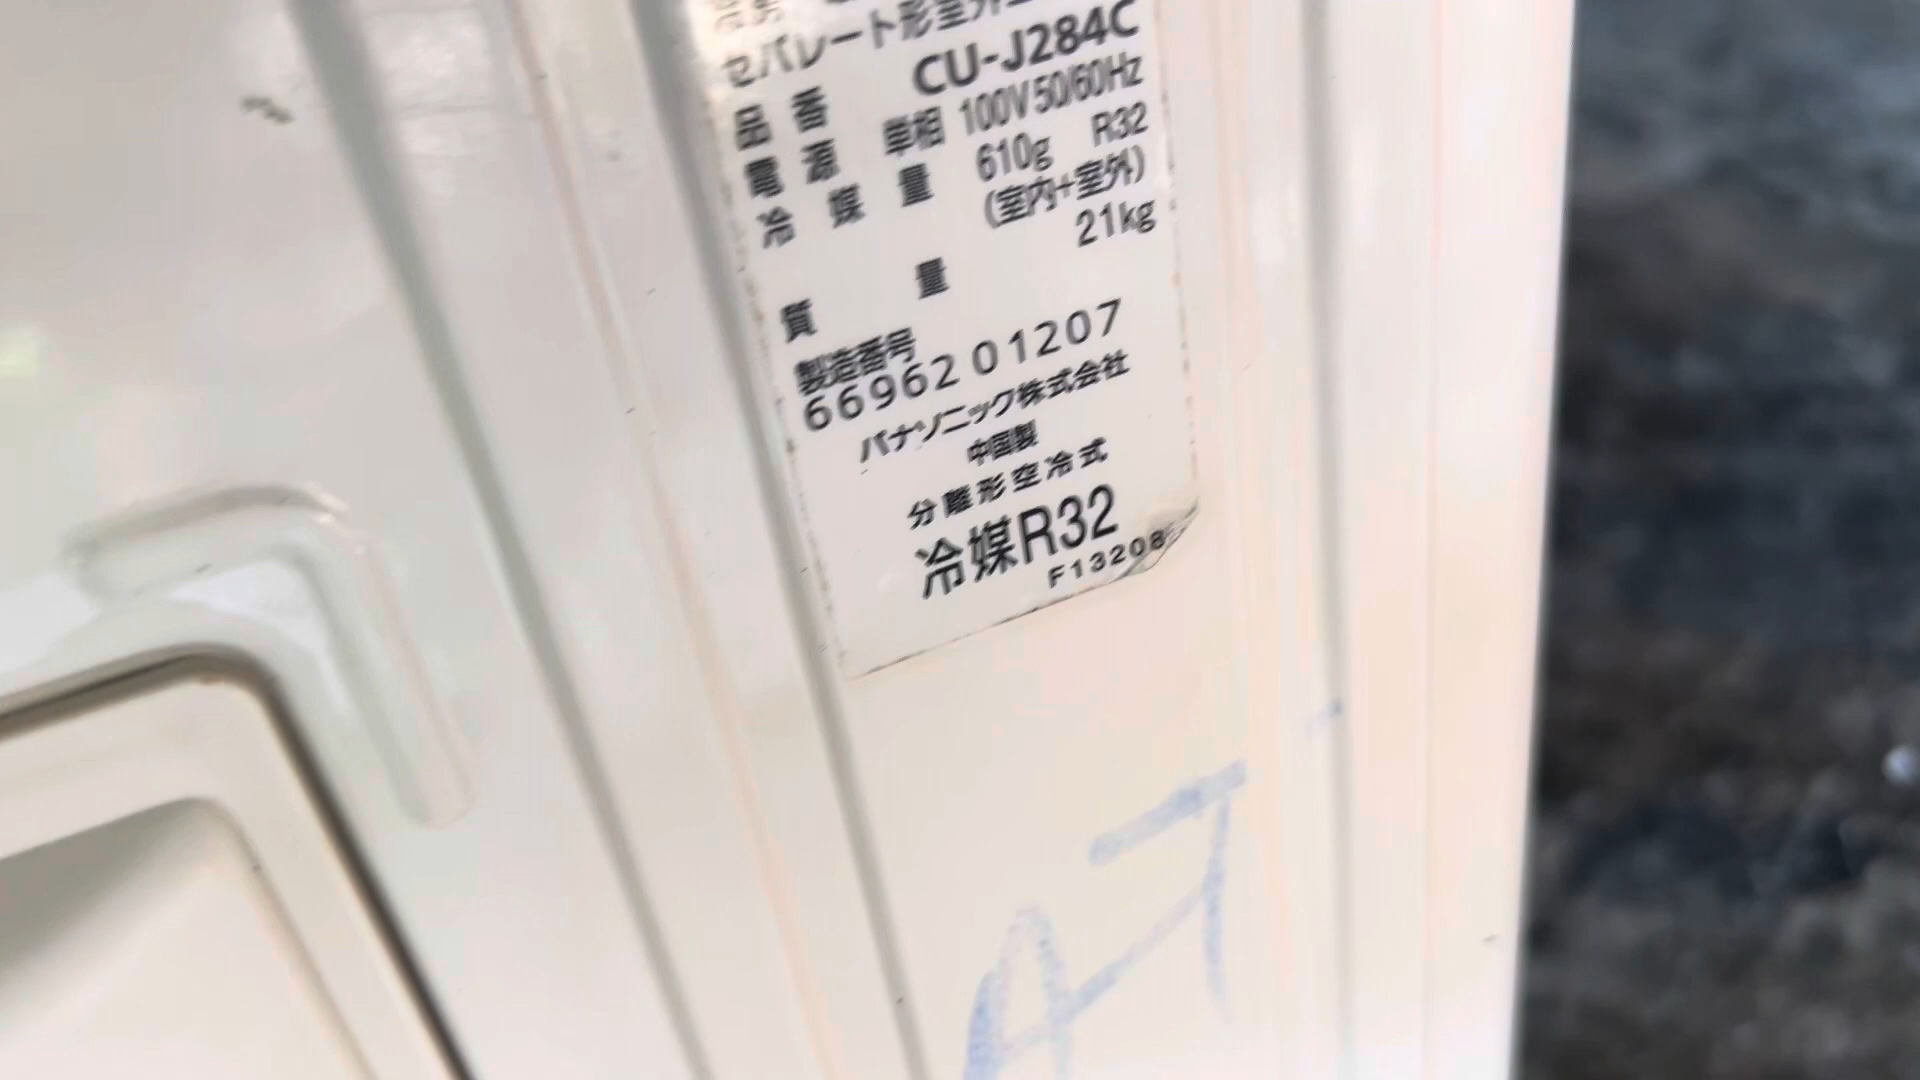 セパレート形室外
品番 CU-J284C
電源 単相 100V 50/60Hz
冷媒量 610g R32
(室内+室外)
質量 21kg
製造番号
66962 01207
パナソニック株式会社
中国製
分離形空冷式
冷媒R32
F13208
A7